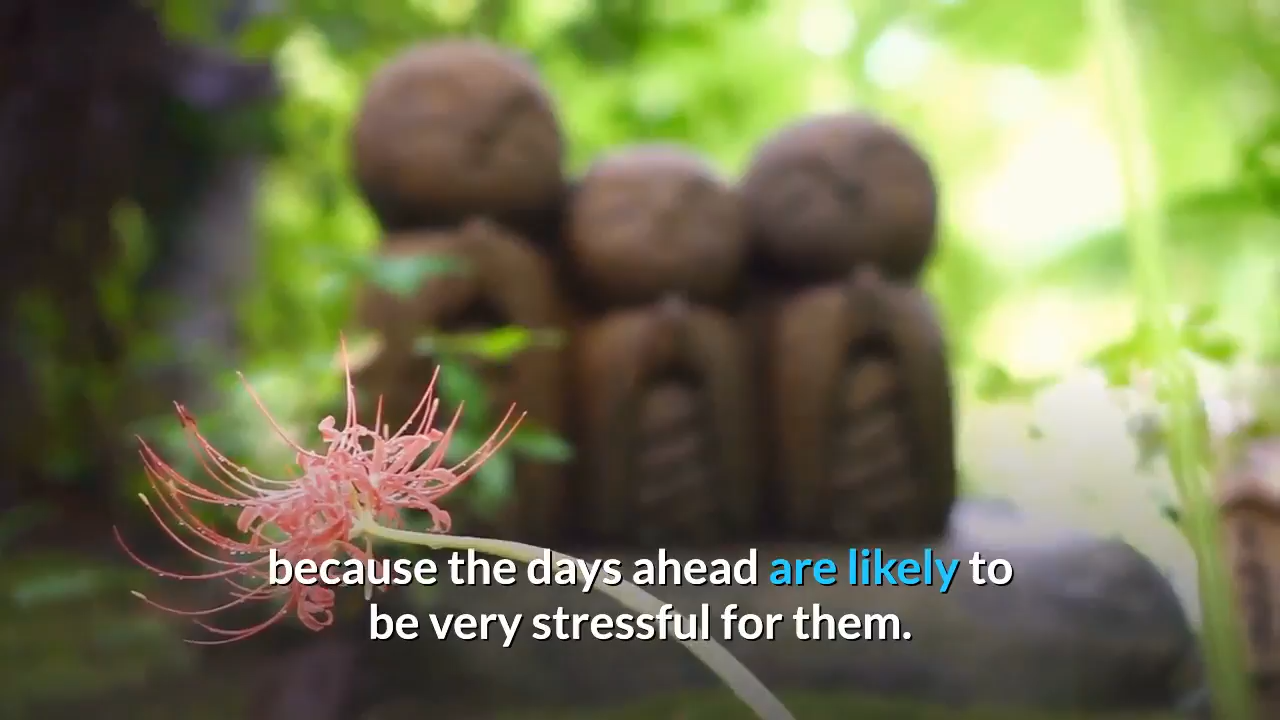 because the days ahead are likely to
be very stressful for them.